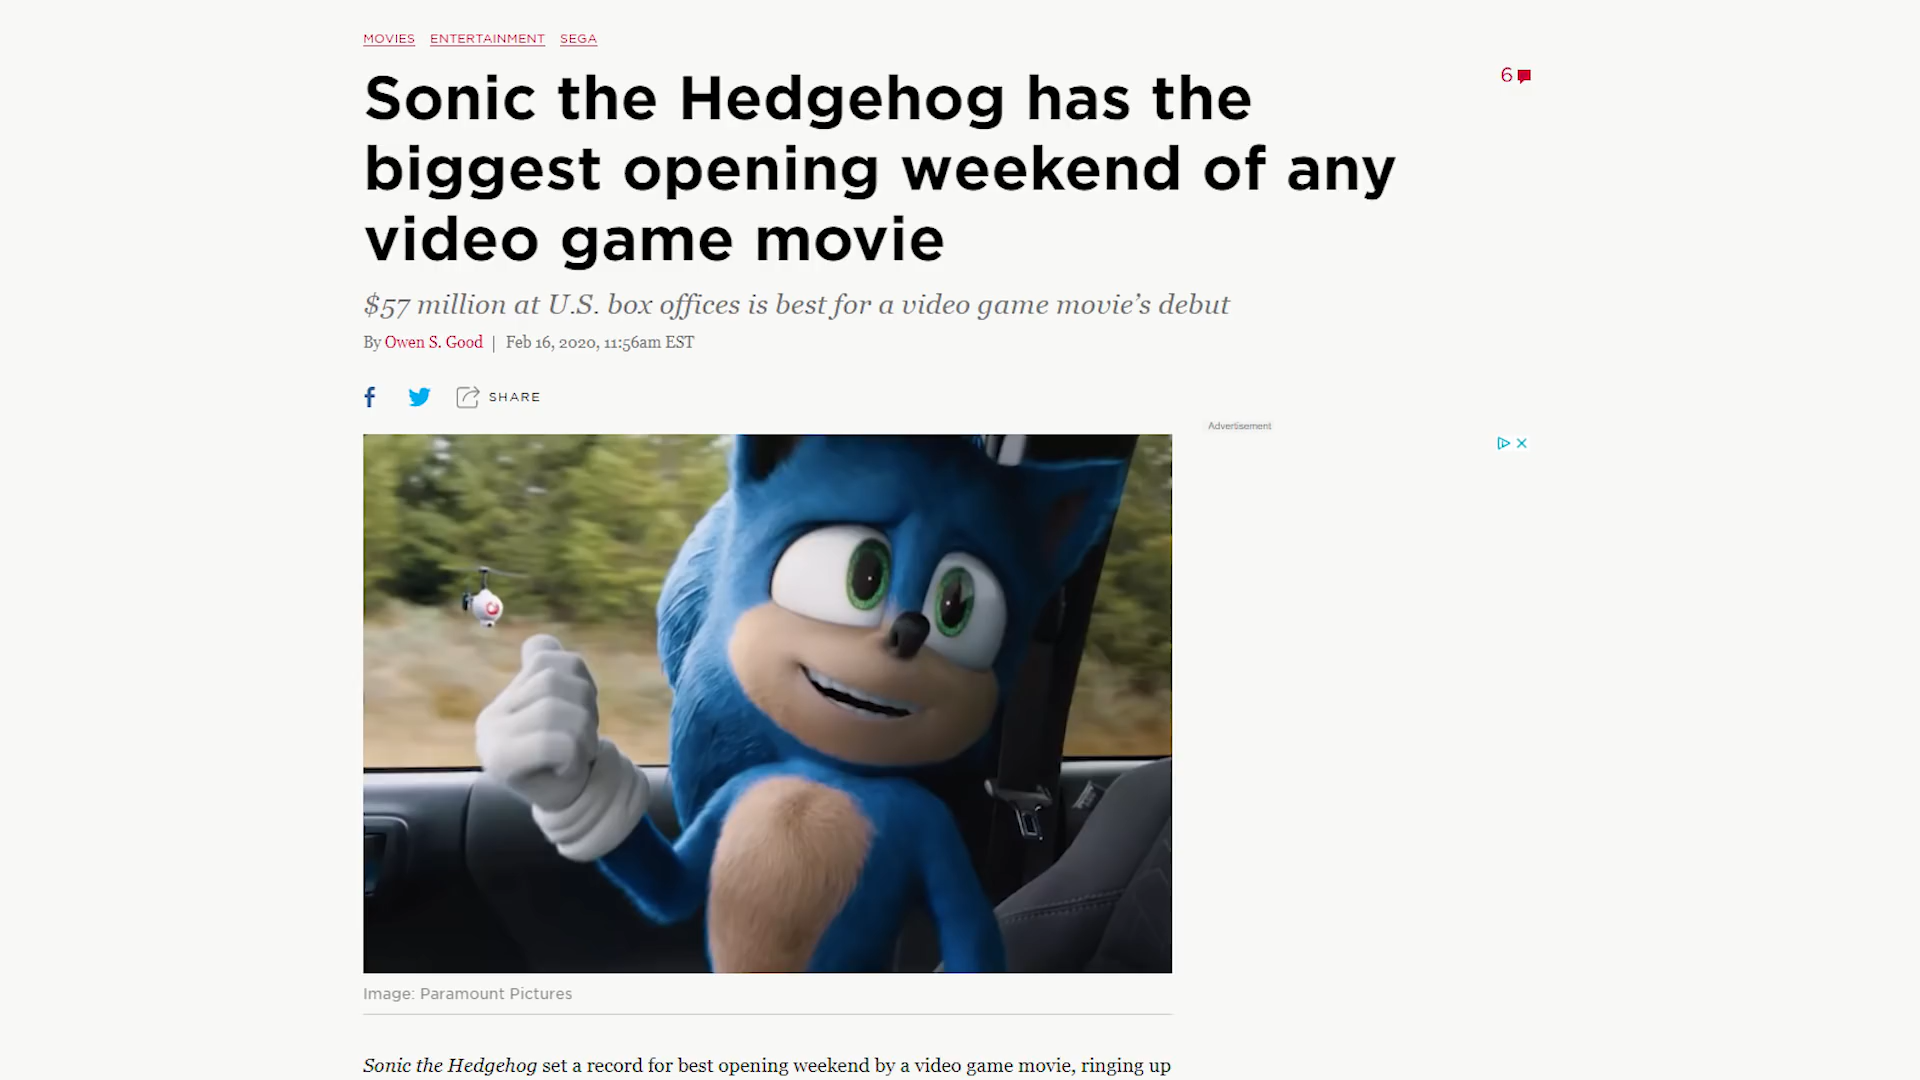 MOVIES ENTERTAINMENT SEGA
6
Sonic the Hedgehog has the
biggest opening weekend of any
video game movie
$57 million at U.S. box offices is best for a video game movie’s debut
By Owen S. Good | Feb 16, 2020, 11:56am EST
f SHARE
Advertisement
Image: Paramount Pictures
Sonic the Hedgehog set a record for best opening weekend by a video game movie, ringing up